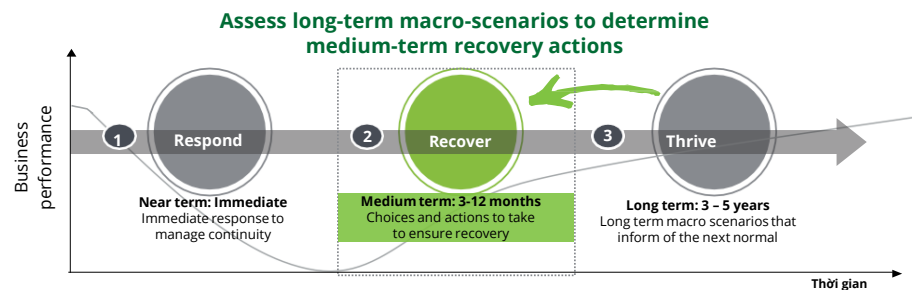 Assess long-term macro-scenarios to determine
medium-term recovery actions
Business
performance
1
Respond
2
Recover
3
Thrive
Near term: Immediate
Immediate response to
manage continuity
Medium term: 3-12 months
Choices and actions to take
to ensure recovery
Long term: 3 – 5 years
Long term macro scenarios that
inform of the next normal
Thời gian